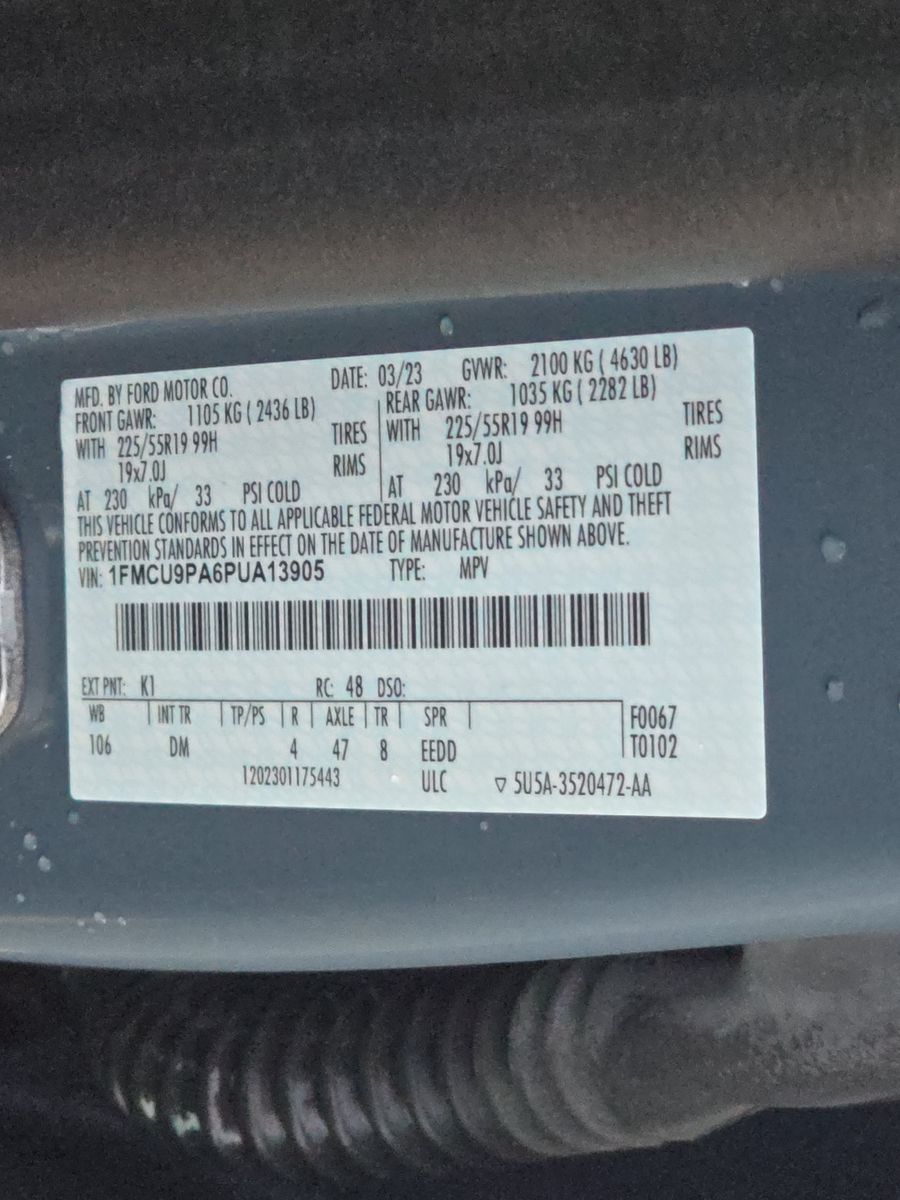 MFD. BY FORD MOTOR CO. DATE: 03/23 GVWR: 2100 KG ( 4630 LB)
FRONT GAWR: 1105 KG ( 2436 LB) REAR GAWR: 1035 KG ( 2282 LB)
WITH 225/55R19 99H TIRES WITH 225/55R19 99H TIRES
19x7.0J RIMS 19x7.0J RIMS
AT 230 kPa/ 33 PSI COLD AT 230 kPa/ 33 PSI COLD
THIS VEHICLE CONFORMS TO ALL APPLICABLE FEDERAL MOTOR VEHICLE SAFETY AND THEFT
PREVENTION STANDARDS IN EFFECT ON THE DATE OF MANUFACTURE SHOWN ABOVE.
VIN: 1FMCU9PA6PUA13905 TYPE: MPV
EXT PNT: K1 RC: 48 DSO:
WB INT TR TP/PS R AXLE TR SPR F0067
106 DM 4 47 8 EEDD T0102
1202301175443 ULC ▽ 5U5A-3520472-AA